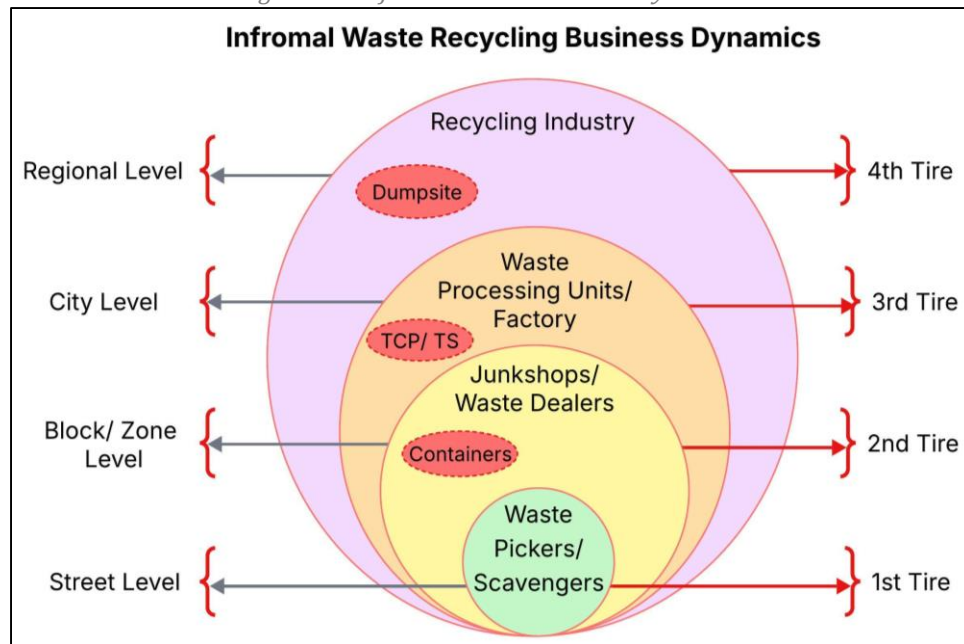 Infromal Waste Recycling Business Dynamics
Recycling Industry
Regional Level
4th Tire
Dumpsite
Waste
Processing Units/
Factory
City Level
3rd Tire
TCP/ TS
Junkshops/
Waste Dealers
Block/ Zone
Level
2nd Tire
Containers
Waste
Pickers/
Scavengers
Street Level
1st Tire